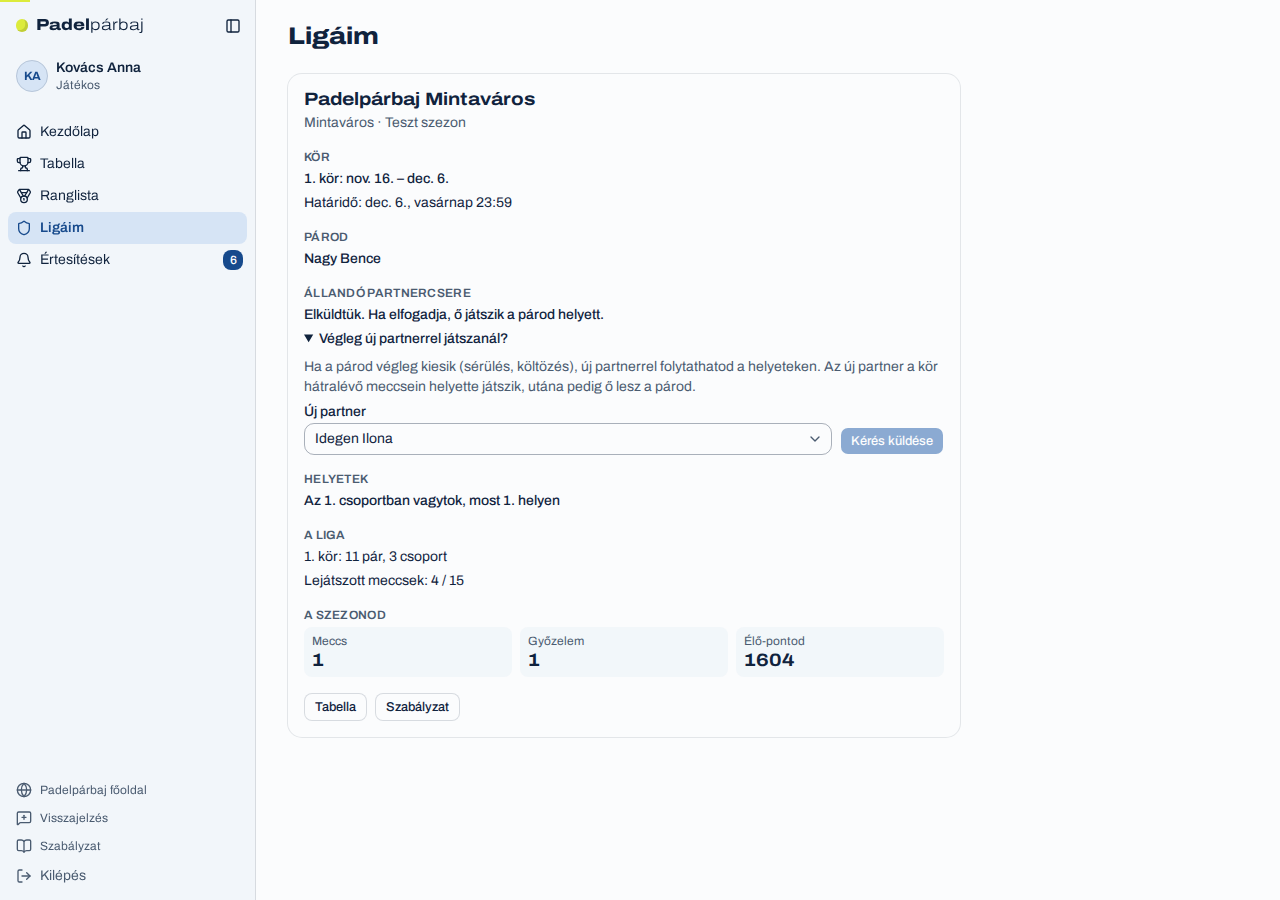 Padelpárbaj
KA
Kovács Anna
Játékos
Kezdőlap
Tabella
Ranglista
Ligáim
Értesítések
6
Padelpárbaj főoldal
Visszajelzés
Szabályzat
Kilépés
Ligáim
Padelpárbaj Mintaváros
Mintaváros · Teszt szezon
KÖR
1. kör: nov. 16. – dec. 6.
Határidő: dec. 6., vasárnap 23:59
PÁROD
Nagy Bence
ÁLLANDÓ PARTNERCSERE
Elküldtük. Ha elfogadja, ő játszik a párod helyett.
Végleg új partnerrel játszanál?
Ha a párod végleg kiesik (sérülés, költözés), új partnerrel folytathatod a helyeteken. Az új partner a kör
hátralévő meccsein helyette játszik, utána pedig ő lesz a párod.
Új partner
Idegen Ilona
Kérés küldése
HELYETEK
Az 1. csoportban vagytok, most 1. helyen
A LIGA
1. kör: 11 pár, 3 csoport
Lejátszott meccsek: 4 / 15
A SZEZONOD
Meccs
1
Győzelem
1
Élő-pontod
1604
Tabella
Szabályzat